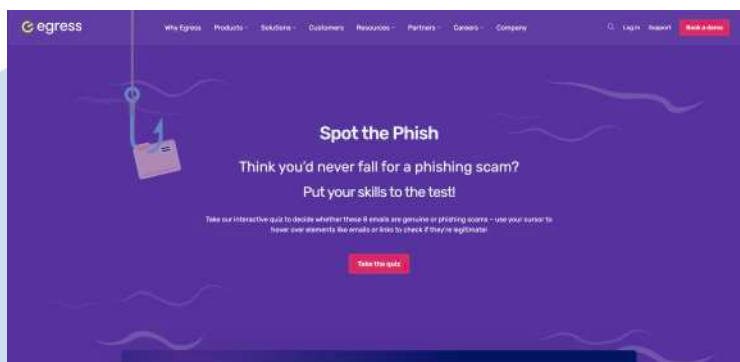 egress
Why Egress Products Solutions Customers Resources Partners Careers Company
Log in Support Book a demo
Spot the Phish
Think you'd never fall for a phishing scam?
Put your skills to the test!
Take our interactive quiz to decide whether these 8 emails are genuine or phishing scams – use your cursor to
hover over elements like emails or links to check if they're legitimate!
Take the quiz